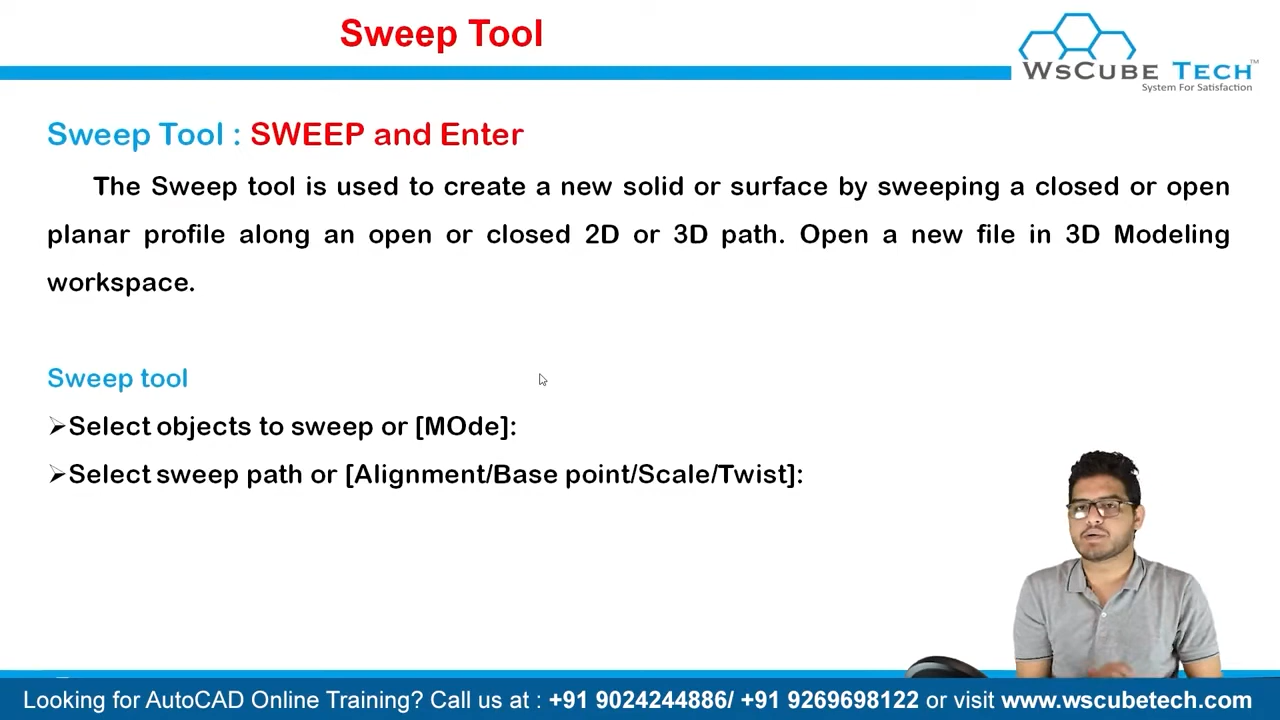 Sweep Tool
WsCube Tech™
System For Satisfaction
Sweep Tool : SWEEP and Enter
The Sweep tool is used to create a new solid or surface by sweeping a closed or open
planar profile along an open or closed 2D or 3D path. Open a new file in 3D Modeling
workspace.
Sweep tool
➢Select objects to sweep or [MOde]:
➢Select sweep path or [Alignment/Base point/Scale/Twist]:
Looking for AutoCAD Online Training? Call us at : +91 9024244886/ +91 9269698122 or visit www.wscubetech.com